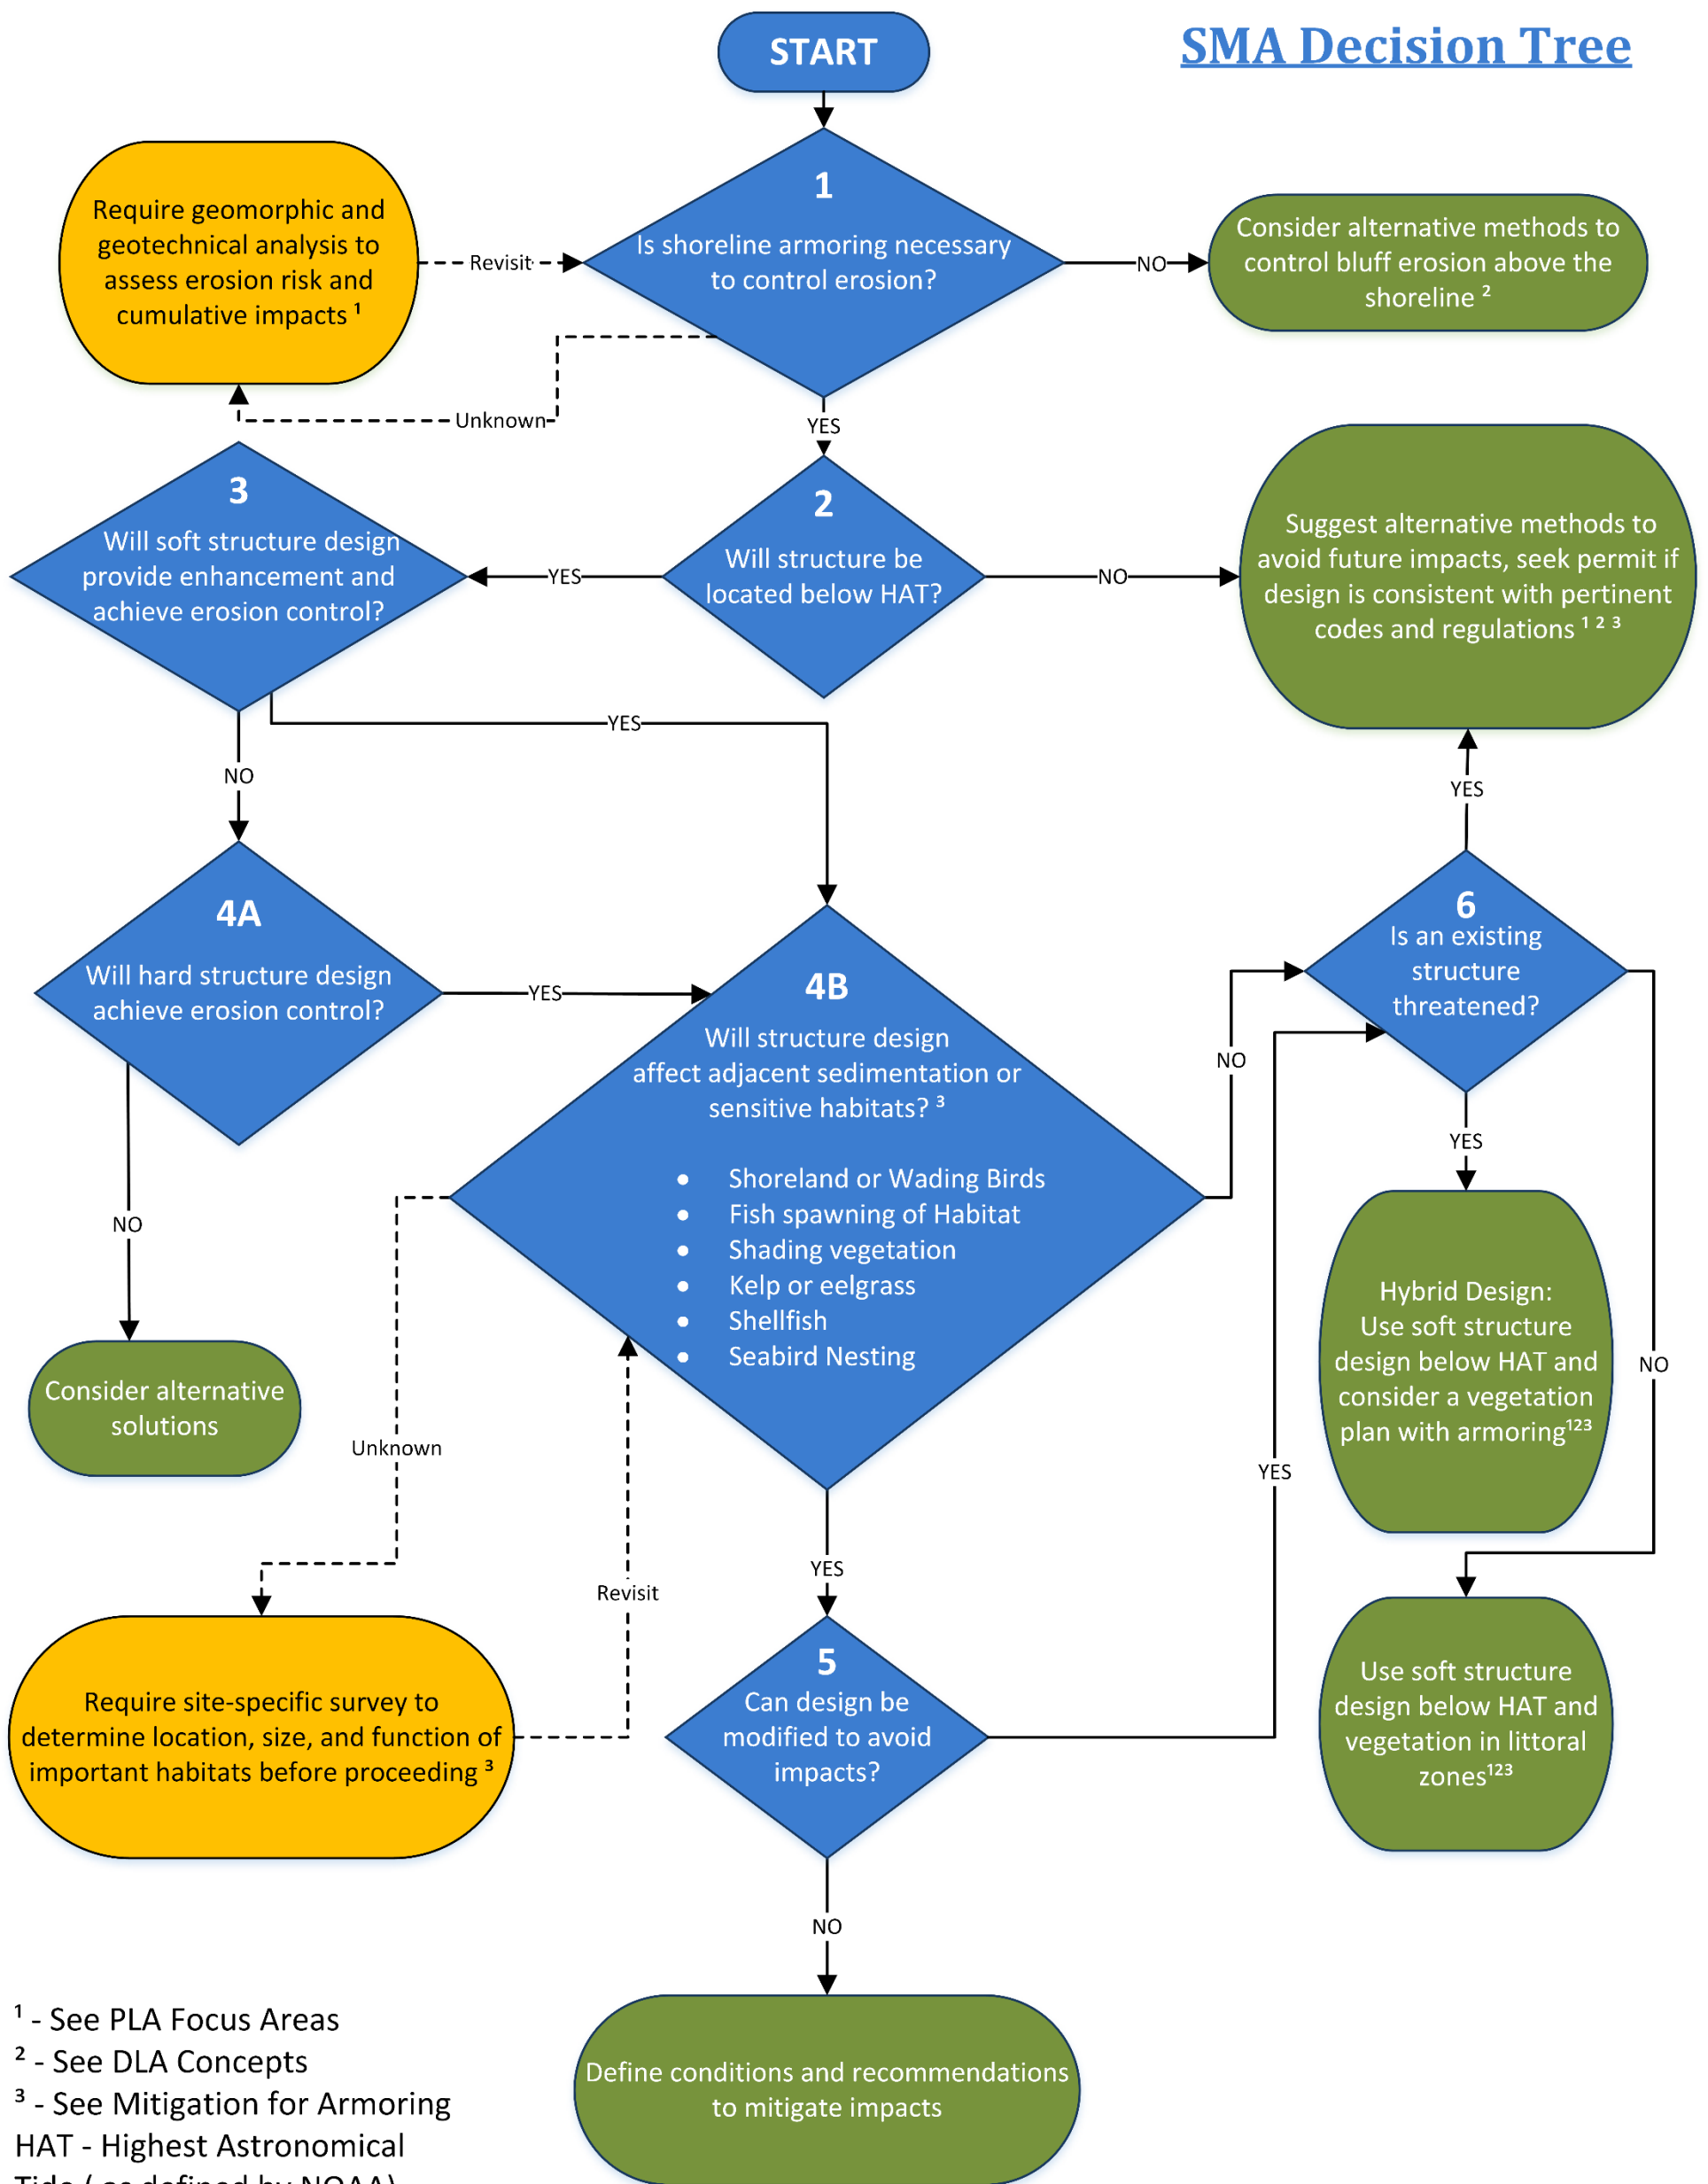 SMA Decision Tree
START
1
Is shoreline armoring necessary
to control erosion?
NO
Consider alternative methods to
control bluff erosion above the
shoreline ²
Require geomorphic and
geotechnical analysis to
assess erosion risk and
cumulative impacts ¹
Revisit
Unknown
YES
2
Will structure be
located below HAT?
YES
NO
Suggest alternative methods to
avoid future impacts, seek permit if
design is consistent with pertinent
codes and regulations ¹ ² ³
3
Will soft structure design
provide enhancement and
achieve erosion control?
YES
NO
4A
Will hard structure design
achieve erosion control?
YES
NO
Consider alternative
solutions
4B
Will structure design
affect adjacent sedimentation or
sensitive habitats? ³
• Shoreland or Wading Birds
• Fish spawning of Habitat
• Shading vegetation
• Kelp or eelgrass
• Shellfish
• Seabird Nesting
NO
Unknown
Revisit
YES
Require site-specific survey to
determine location, size, and function of
important habitats before proceeding ³
5
Can design be
modified to avoid
impacts?
YES
NO
Define conditions and recommendations
to mitigate impacts
6
Is an existing
structure
threatened?
YES
YES
NO
Hybrid Design:
Use soft structure
design below HAT and
consider a vegetation
plan with armoring¹²³
Use soft structure
design below HAT and
vegetation in littoral
zones¹²³
¹ - See PLA Focus Areas
² - See DLA Concepts
³ - See Mitigation for Armoring
HAT - Highest Astronomical
Tide ( as defined by NOAA)